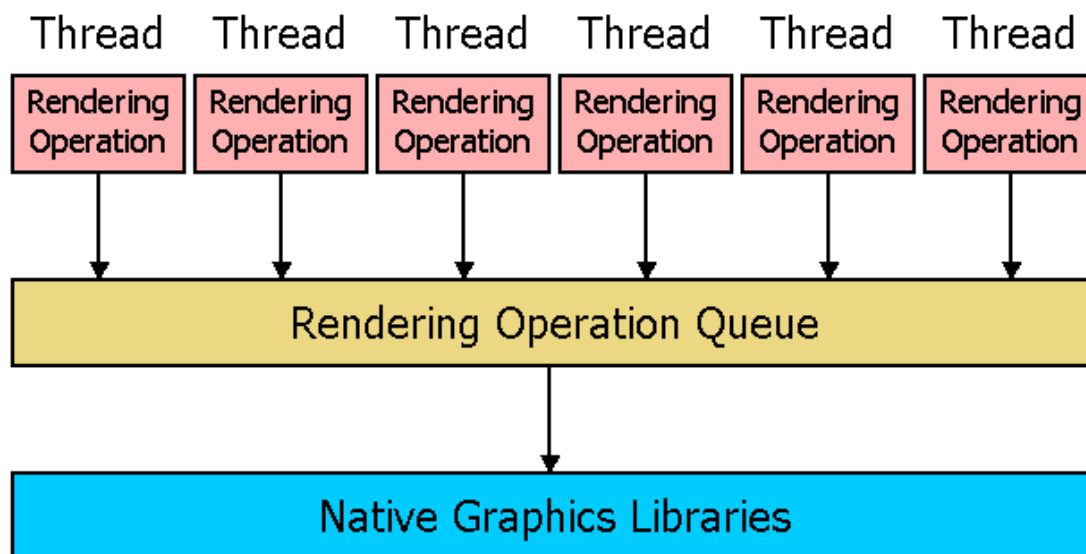 Thread Thread Thread Thread Thread Thread
Rendering Operation
Rendering Operation
Rendering Operation
Rendering Operation
Rendering Operation
Rendering Operation
Rendering Operation Queue
Native Graphics Libraries